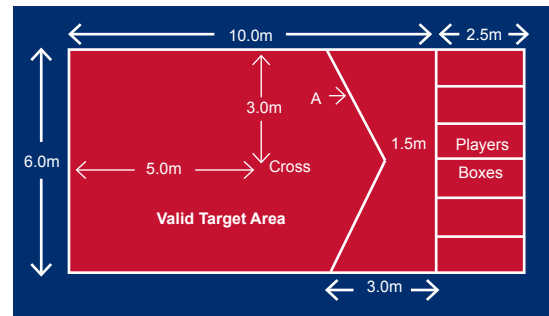 10.0m
2.5m
3.0m
A
6.0m
1.5m
Players
5.0m
Cross
Boxes
Valid Target Area
3.0m